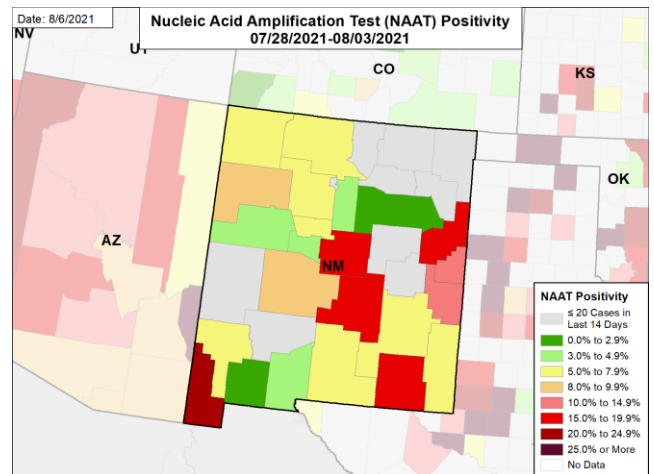 Date: 8/6/2021
Nucleic Acid Amplification Test (NAAT) Positivity
07/28/2021-08/03/2021
NV
UT
CO
KS
OK
AZ
NM
NAAT Positivity
≤ 20 Cases in
Last 14 Days
0.0% to 2.9%
3.0% to 4.9%
5.0% to 7.9%
8.0% to 9.9%
10.0% to 14.9%
15.0% to 19.9%
20.0% to 24.9%
25.0% or More
No Data